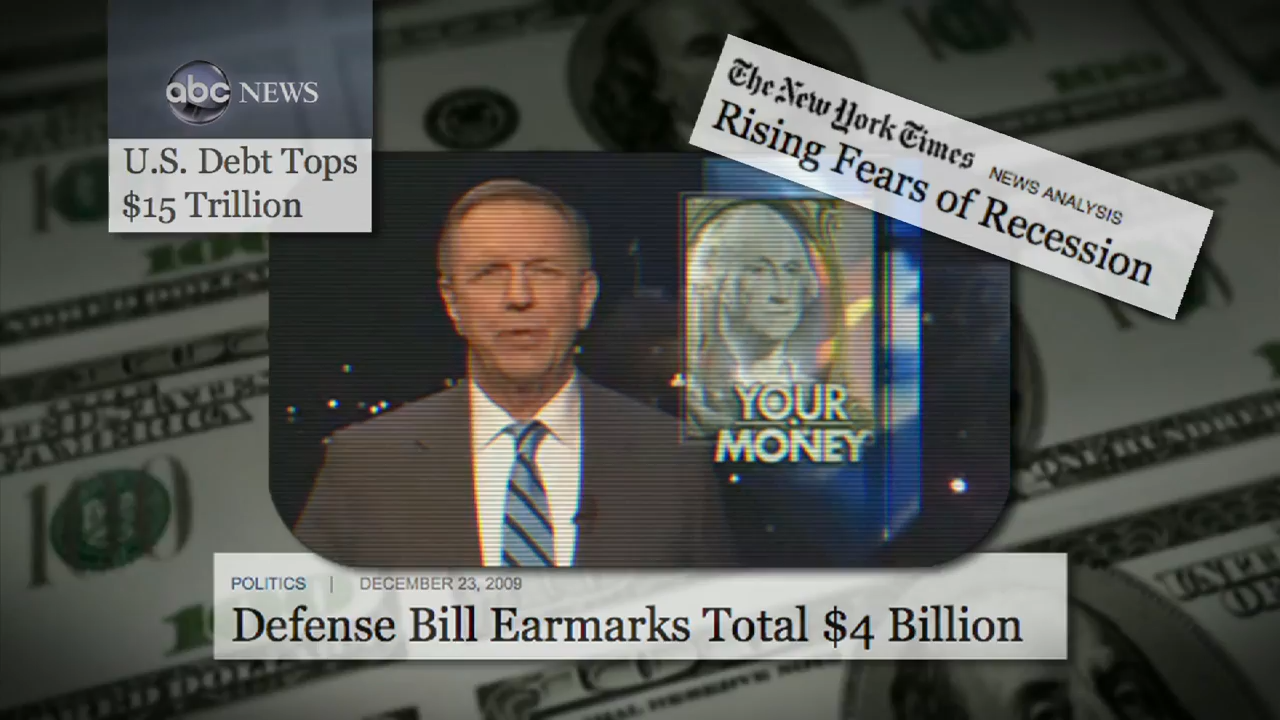 abc NEWS
U.S. Debt Tops
$15 Trillion
The New York Times
NEWS ANALYSIS
Rising Fears of Recession
YOUR
MONEY
POLITICS | DECEMBER 23, 2009
Defense Bill Earmarks Total $4 Billion
100